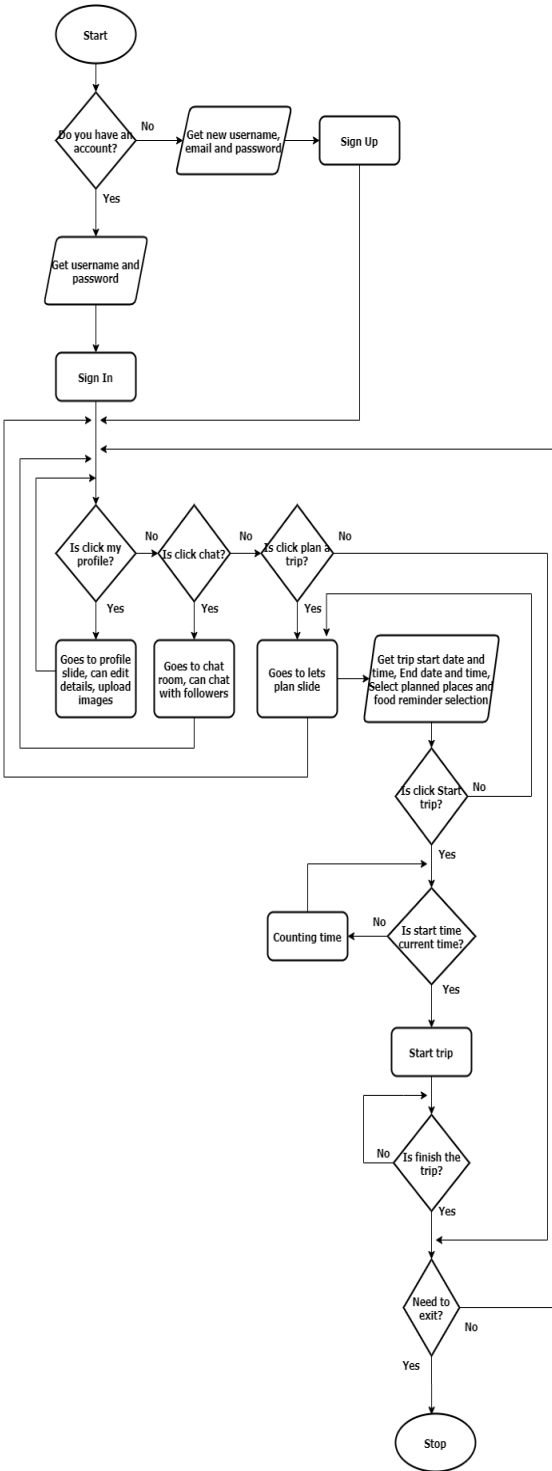 Start
Do you have an
account?
No
Get new username,
email and password
Sign Up
Yes
Get username and
password
Sign In
Is click my
profile?
No
Is click chat?
No
Is click plan a
trip?
No
Yes
Yes
Yes
Goes to profile
slide, can edit
details, upload
images
Goes to chat
room, can chat
with followers
Goes to lets
plan slide
Get trip start date and
time, End date and time,
Select planned places and
food reminder selection
Is click Start
trip?
No
Yes
Counting time
No
Is start time
current time?
Yes
Start trip
No
Is finish the
trip?
Yes
Need to
exit?
No
Yes
Stop